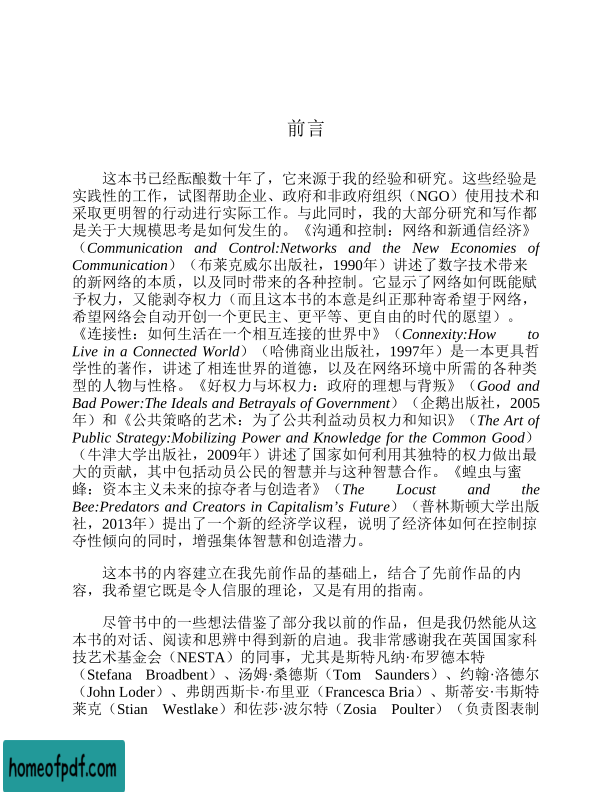 前言
这本书已经酝酿数十年了，它来源于我的经验和研究。这些经验是
实践性的工作，试图帮助企业、政府和非政府组织（NGO）使用技术和
采取更明智的行动进行实际工作。与此同时，我的大部分研究和写作都
是关于大规模思考是如何发生的。《沟通和控制：网络和新通信经济》
（Communication and Control:Networks and the New Economies of
Communication）（布莱克威尔出版社，1990年）讲述了数字技术带来
的新网络的本质，以及同时带来的各种控制。它显示了网络如何既能赋
予权力，又能剥夺权力（而且这本书的本意是纠正那种寄希望于网络，
希望网络会自动开创一个更民主、更平等、更自由的时代的愿望）。
《连接性：如何生活在一个相互连接的世界中》（Connexity:How to
Live in a Connected World）（哈佛商业出版社，1997年）是一本更具哲
学性的著作，讲述了相连世界的道德，以及在网络环境中所需的各种类
型的人物与性格。《好权力与坏权力：政府的理想与背叛》（Good and
Bad Power:The Ideals and Betrayals of Government）（企鹅出版社，2005
年）和《公共策略的艺术：为了公共利益动员权力和知识》（The Art of
Public Strategy:Mobilizing Power and Knowledge for the Common Good）
（牛津大学出版社，2009年）讲述了国家如何利用其独特的权力做出最
大的贡献，其中包括动员公民的智慧并与这种智慧合作。《蝗虫与蜜
蜂：资本主义未来的掠夺者与创造者》（The Locust and the
Bee:Predators and Creators in Capitalism's Future）（普林斯顿大学出版
社，2013年）提出了一个新的经济学议程，说明了经济体如何在控制掠
夺性倾向的同时，增强集体智慧和创造潜力。
这本书的内容建立在我先前作品的基础上，结合了先前作品的内
容，我希望它既是令人信服的理论，又是有用的指南。
尽管书中的一些想法借鉴了部分我以前的作品，但是我仍然能从这
本书的对话、阅读和思辨中得到新的启迪。我非常感谢我在英国国家科
技艺术基金会（NESTA）的同事，尤其是斯特凡纳·布罗德本特
（Stefana Broadbent）、汤姆·桑德斯（Tom Saunders）、约翰·洛德尔
（John Loder）、弗朗西斯卡·布里亚（Francesca Bria）、斯蒂安·韦斯特
莱克（Stian Westlake）和佐莎·波尔特（Zosia Poulter）（负责图表制
homeofpdf.com